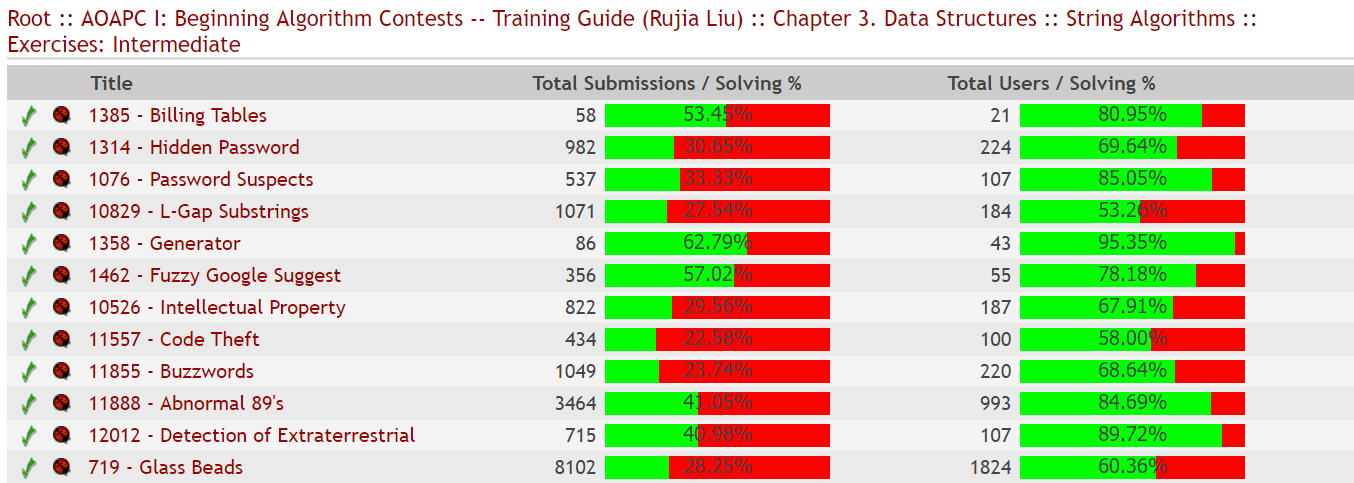 Root :: AOAPC I: Beginning Algorithm Contests -- Training Guide (Rujia Liu) :: Chapter 3. Data Structures :: String Algorithms ::
Exercises: Intermediate
Title Total Submissions / Solving % Total Users / Solving %
1385 - Billing Tables 58 53.45% 21 80.95%
1314 - Hidden Password 982 30.65% 224 69.64%
1076 - Password Suspects 537 33.33% 107 85.05%
10829 - L-Gap Substrings 1071 27.54% 184 53.26%
1358 - Generator 86 62.79% 43 95.35%
1462 - Fuzzy Google Suggest 356 57.02% 55 78.18%
10526 - Intellectual Property 822 29.56% 187 67.91%
11557 - Code Theft 434 22.58% 100 58.00%
11855 - Buzzwords 1049 23.74% 220 68.64%
11888 - Abnormal 89's 3464 41.05% 993 84.69%
12012 - Detection of Extraterrestrial 715 40.98% 107 89.72%
719 - Glass Beads 8102 28.25% 1824 60.36%